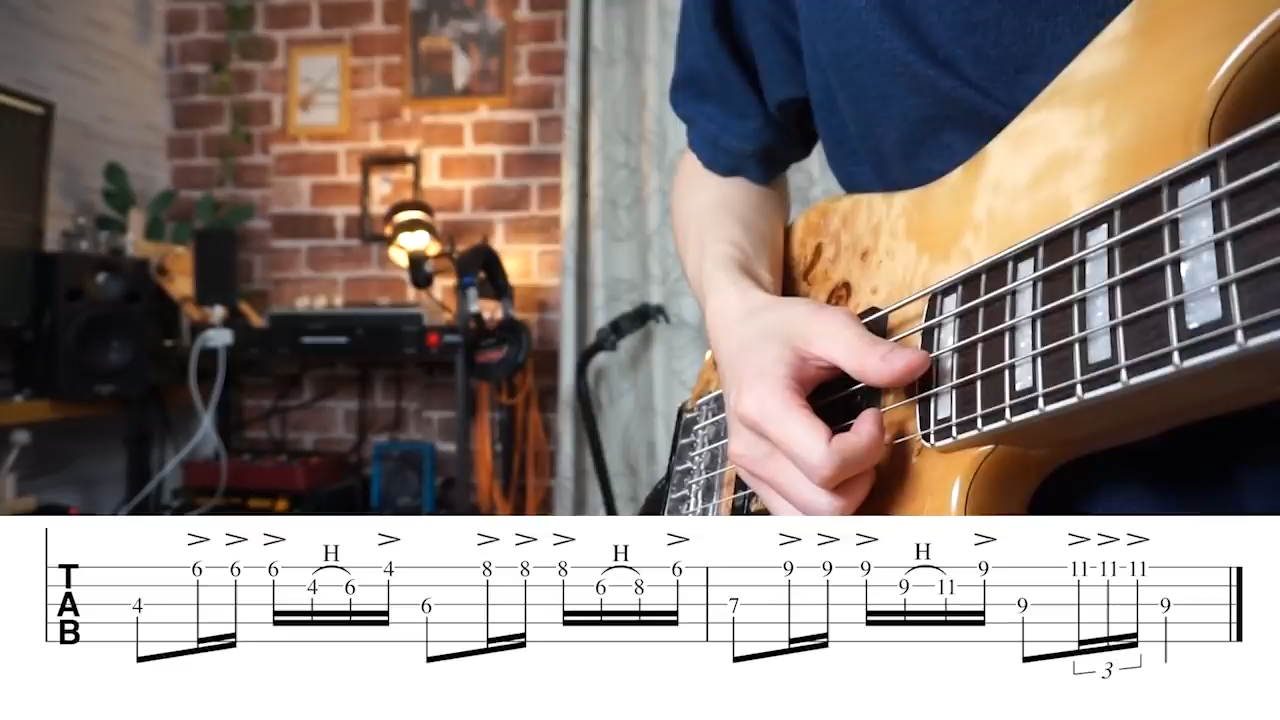 > > > H > > > > H > > > > H > > > >
T 6 6 6 4 8 8 8 6 9 9 9 9 11 11 11
4 6 6 8 9 11
A 4 6 7 9 9
B
3